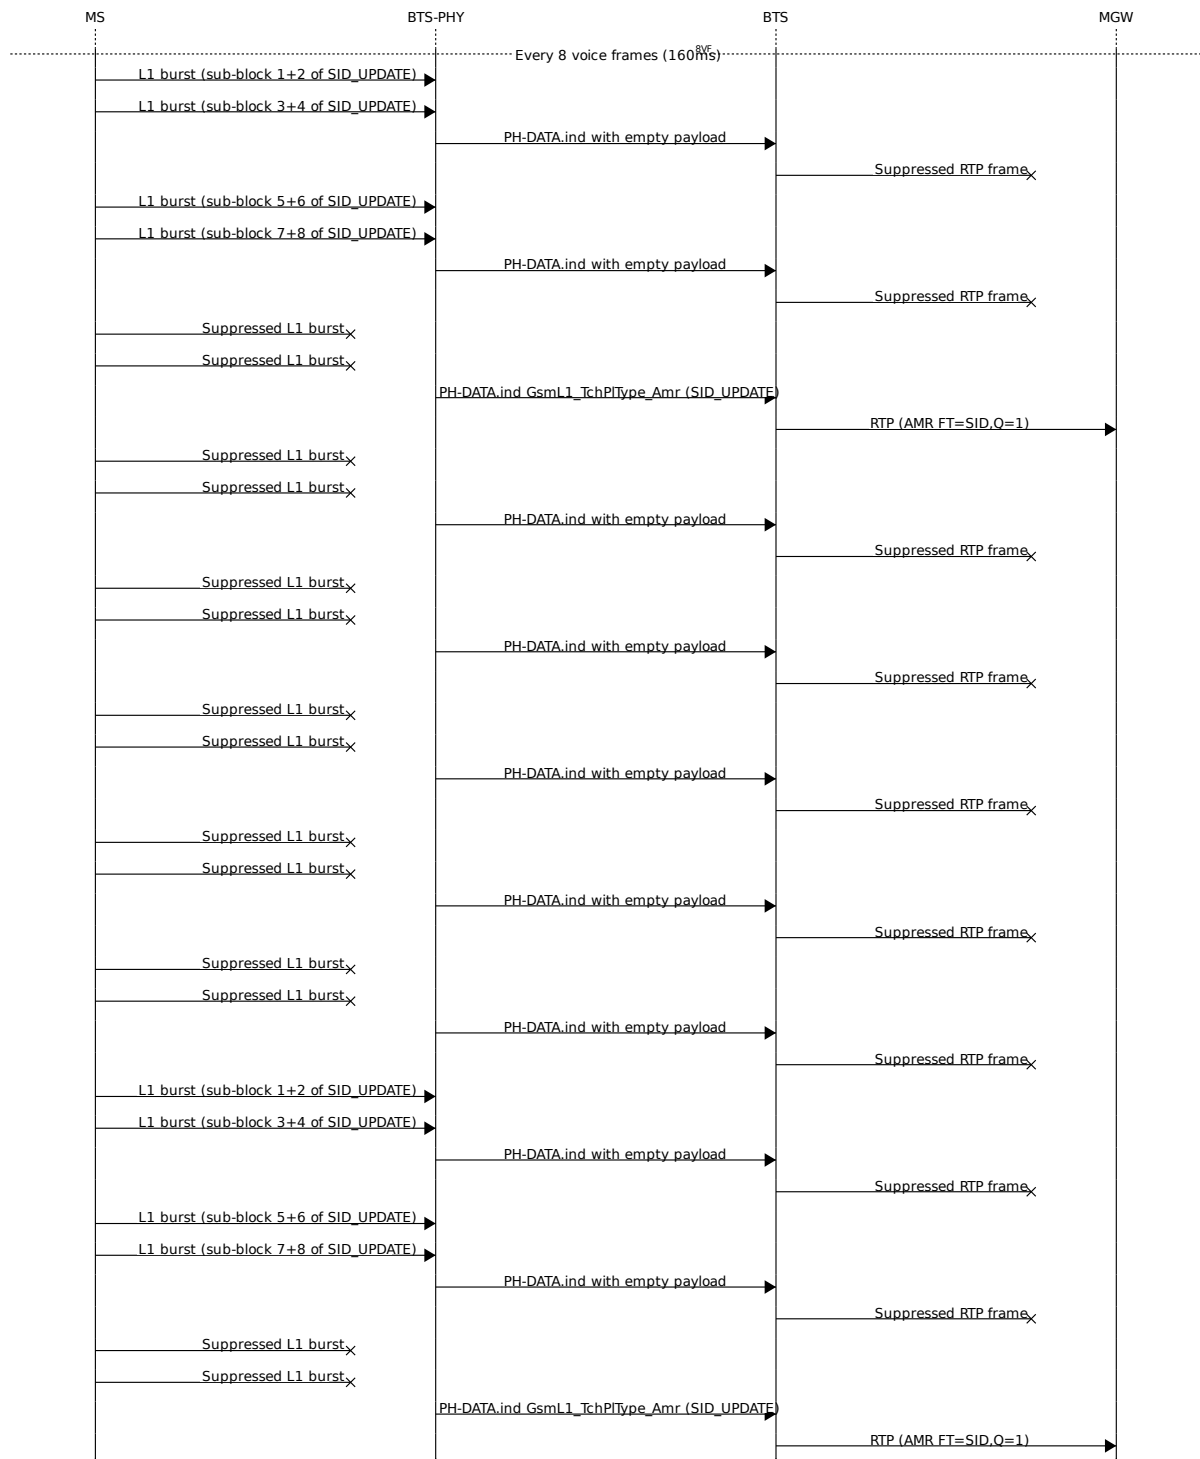 MS BTS-PHY BTS MGW
Every 8 voice frames (160ms) 8VF
L1 burst (sub-block 1+2 of SID_UPDATE)
L1 burst (sub-block 3+4 of SID_UPDATE)
PH-DATA.ind with empty payload
Suppressed RTP frame
L1 burst (sub-block 5+6 of SID_UPDATE)
L1 burst (sub-block 7+8 of SID_UPDATE)
PH-DATA.ind with empty payload
Suppressed RTP frame
Suppressed L1 burst
Suppressed L1 burst
PH-DATA.ind GsmL1_TchPlType_Amr (SID_UPDATE)
RTP (AMR FT=SID,Q=1)
Suppressed L1 burst
Suppressed L1 burst
PH-DATA.ind with empty payload
Suppressed RTP frame
Suppressed L1 burst
Suppressed L1 burst
PH-DATA.ind with empty payload
Suppressed RTP frame
Suppressed L1 burst
Suppressed L1 burst
PH-DATA.ind with empty payload
Suppressed RTP frame
Suppressed L1 burst
Suppressed L1 burst
PH-DATA.ind with empty payload
Suppressed RTP frame
Suppressed L1 burst
Suppressed L1 burst
PH-DATA.ind with empty payload
Suppressed RTP frame
L1 burst (sub-block 1+2 of SID_UPDATE)
L1 burst (sub-block 3+4 of SID_UPDATE)
PH-DATA.ind with empty payload
Suppressed RTP frame
L1 burst (sub-block 5+6 of SID_UPDATE)
L1 burst (sub-block 7+8 of SID_UPDATE)
PH-DATA.ind with empty payload
Suppressed RTP frame
Suppressed L1 burst
Suppressed L1 burst
PH-DATA.ind GsmL1_TchPlType_Amr (SID_UPDATE)
RTP (AMR FT=SID,Q=1)